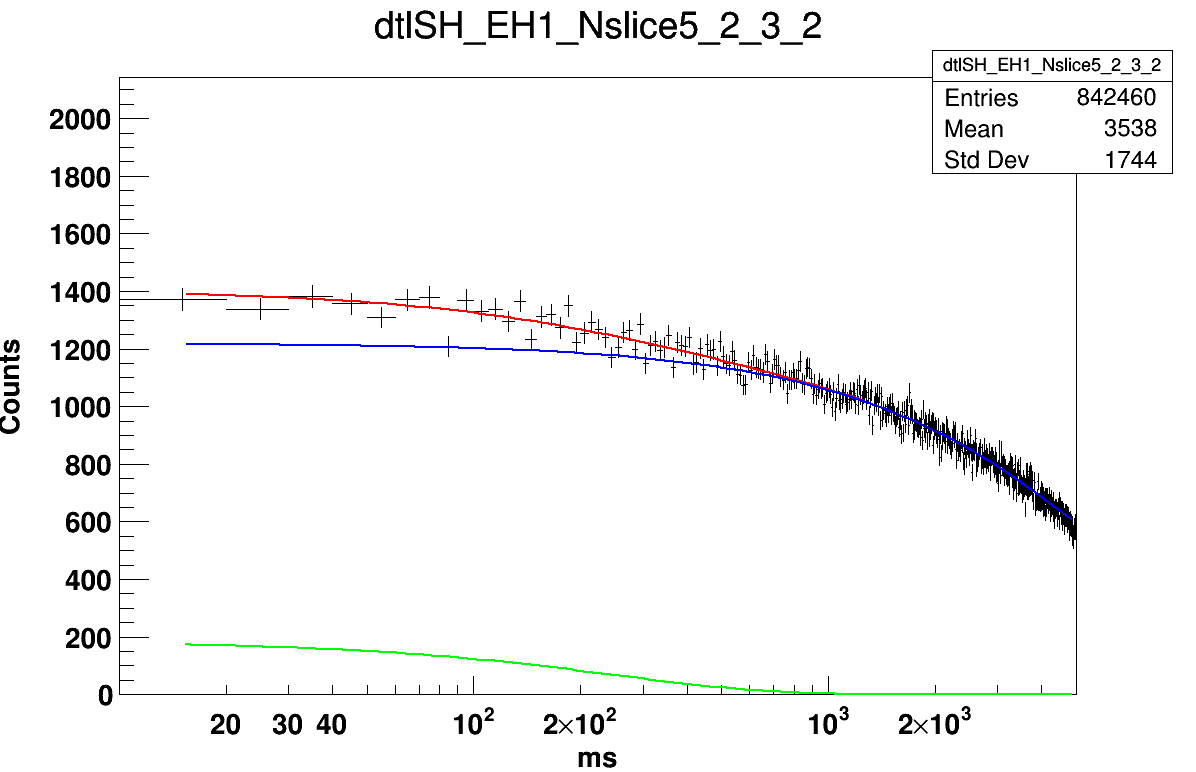 dtlSH_EH1_Nslice5_2_3_2
dtlSH_EH1_Nslice5_2_3_2
Entries 842460
Mean 3538
Std Dev 1744
2000
1800
1600
1400
1200
1000
800
600
400
200
0
Counts
20 30 40 10² 2×10² 10³ 2×10³
ms